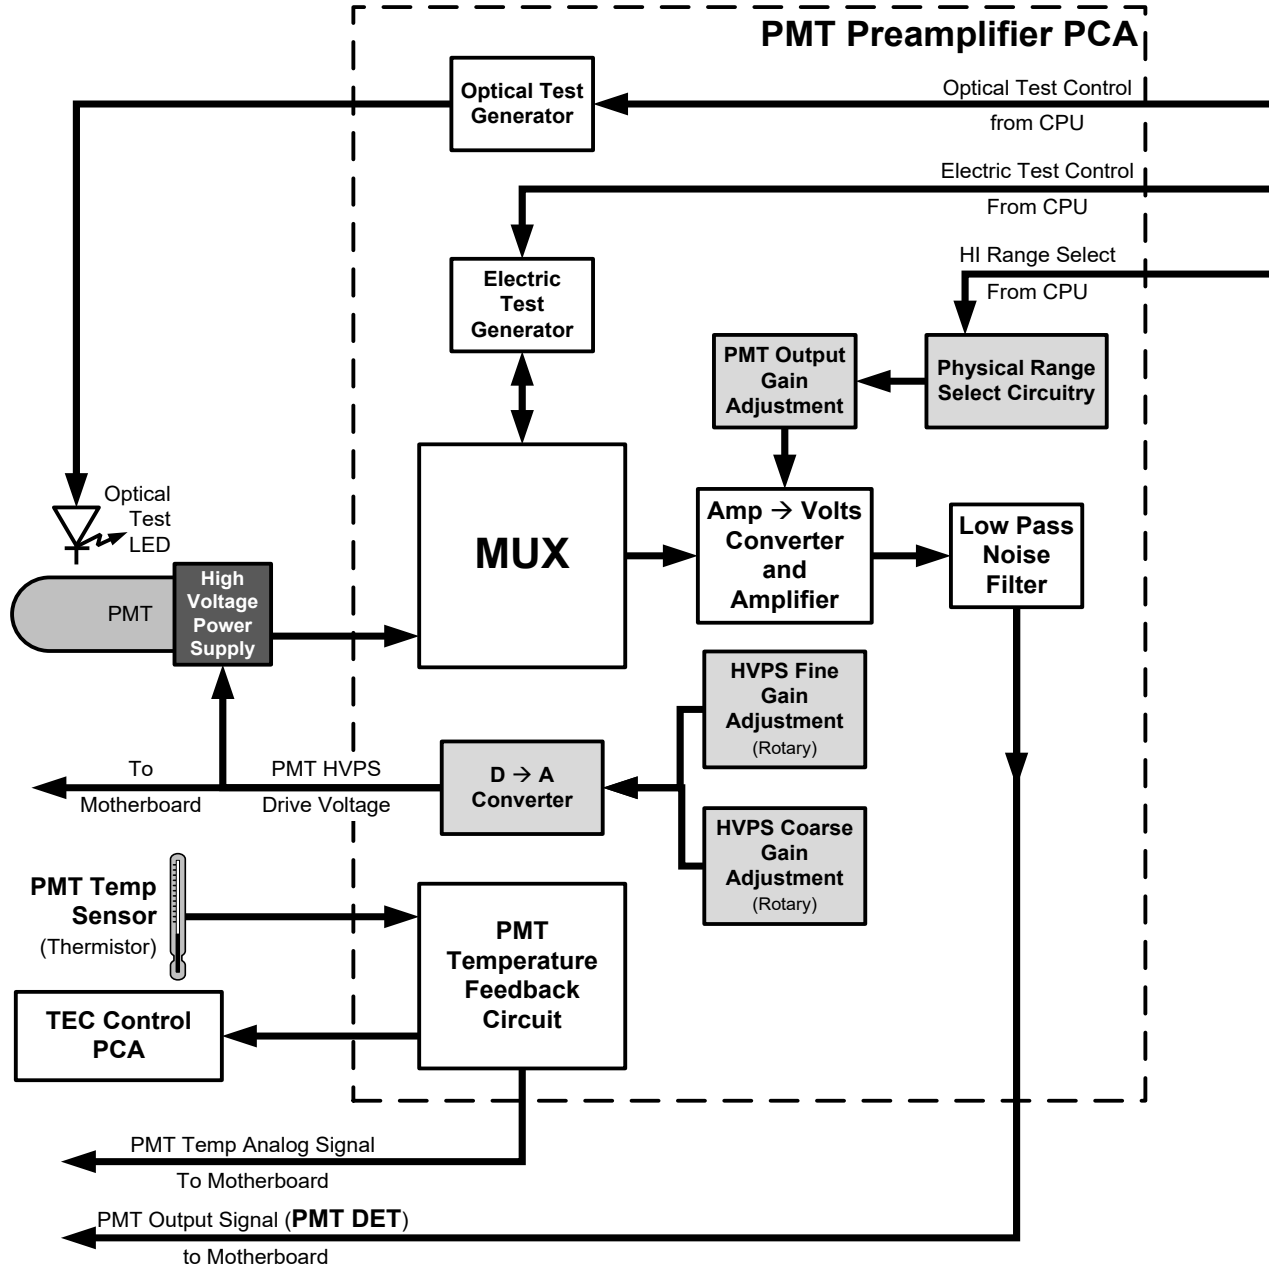 PMT Preamplifier PCA
Optical Test
Generator
Optical Test Control
from CPU
Electric Test Control
From CPU
HI Range Select
From CPU
Electric
Test
Generator
PMT Output
Gain
Adjustment
Physical Range
Select Circuitry
Optical
Test
LED
MUX
Amp → Volts
Converter
and
Amplifier
Low Pass
Noise
Filter
PMT
High
Voltage
Power
Supply
HVPS Fine
Gain
Adjustment
(Rotary)
To
Motherboard
PMT HVPS
Drive Voltage
D → A
Converter
HVPS Coarse
Gain
Adjustment
(Rotary)
PMT Temp
Sensor
(Thermistor)
PMT
Temperature
Feedback
Circuit
TEC Control
PCA
PMT Temp Analog Signal
To Motherboard
PMT Output Signal (PMT DET)
to Motherboard